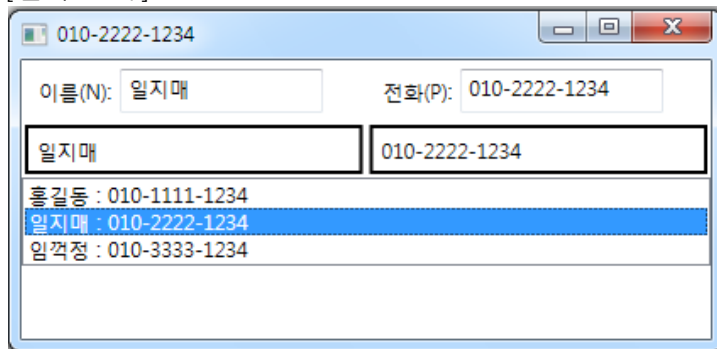 010-2222-1234
이름(N): 일지매 전화(P): 010-2222-1234
일지매 010-2222-1234
홍길동 : 010-1111-1234
일지매 : 010-2222-1234
임꺽정 : 010-3333-1234